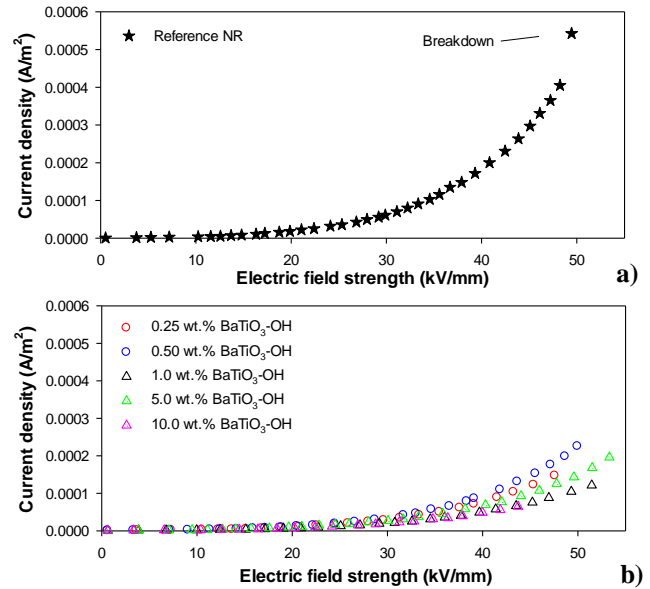 0.0006
0.0005
0.0004
0.0003
0.0002
0.0001
0.0000
Current density (A/m²)
Reference NR
Breakdown
0 10 20 30 40 50
Electric field strength (kV/mm)
a)
0.0006
0.0005
0.0004
0.0003
0.0002
0.0001
0.0000
Current density (A/m²)
0.25 wt.% BaTiO₃-OH
0.50 wt.% BaTiO₃-OH
1.0 wt.% BaTiO₃-OH
5.0 wt.% BaTiO₃-OH
10.0 wt.% BaTiO₃-OH
0 10 20 30 40 50
Electric field strength (kV/mm)
b)